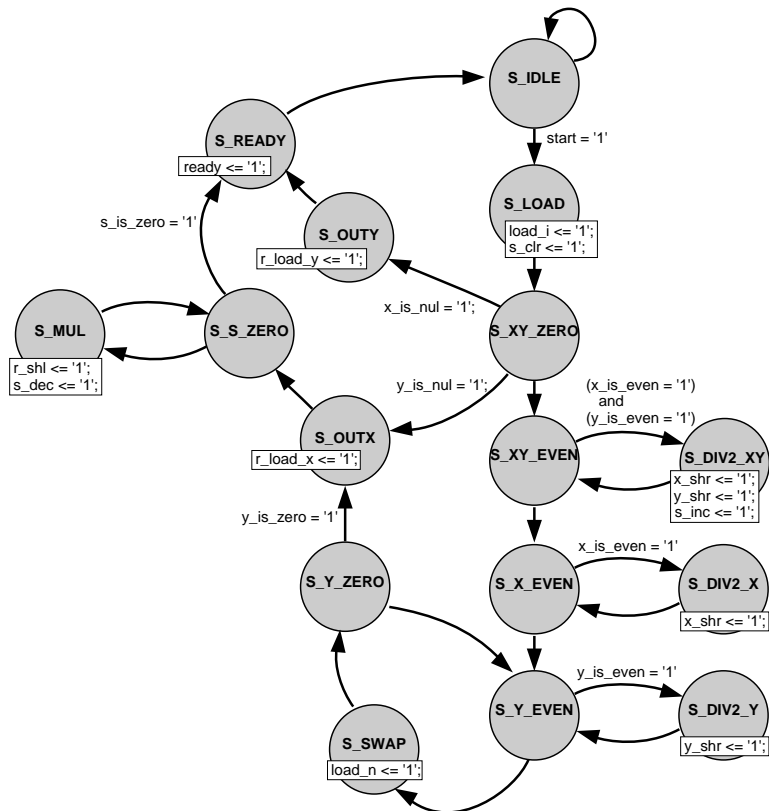 S_IDLE
start = '1'
S_READY
ready <= '1';
S_LOAD
load_i <= '1';
s_clr <= '1';
s_is_zero = '1'
S_OUTY
r_load_y <= '1';
x_is_nul = '1';
S_MUL
r_shl <= '1';
s_dec <= '1';
S_S_ZERO
S_XY_ZERO
y_is_nul = '1';
(x_is_even = '1')
and
(y_is_even = '1')
S_OUTX
r_load_x <= '1';
S_XY_EVEN
S_DIV2_XY
x_shr <= '1';
y_shr <= '1';
s_inc <= '1';
y_is_zero = '1'
x_is_even = '1'
S_Y_ZERO
S_X_EVEN
S_DIV2_X
x_shr <= '1';
y_is_even = '1'
S_Y_EVEN
S_DIV2_Y
y_shr <= '1';
S_SWAP
load_n <= '1';